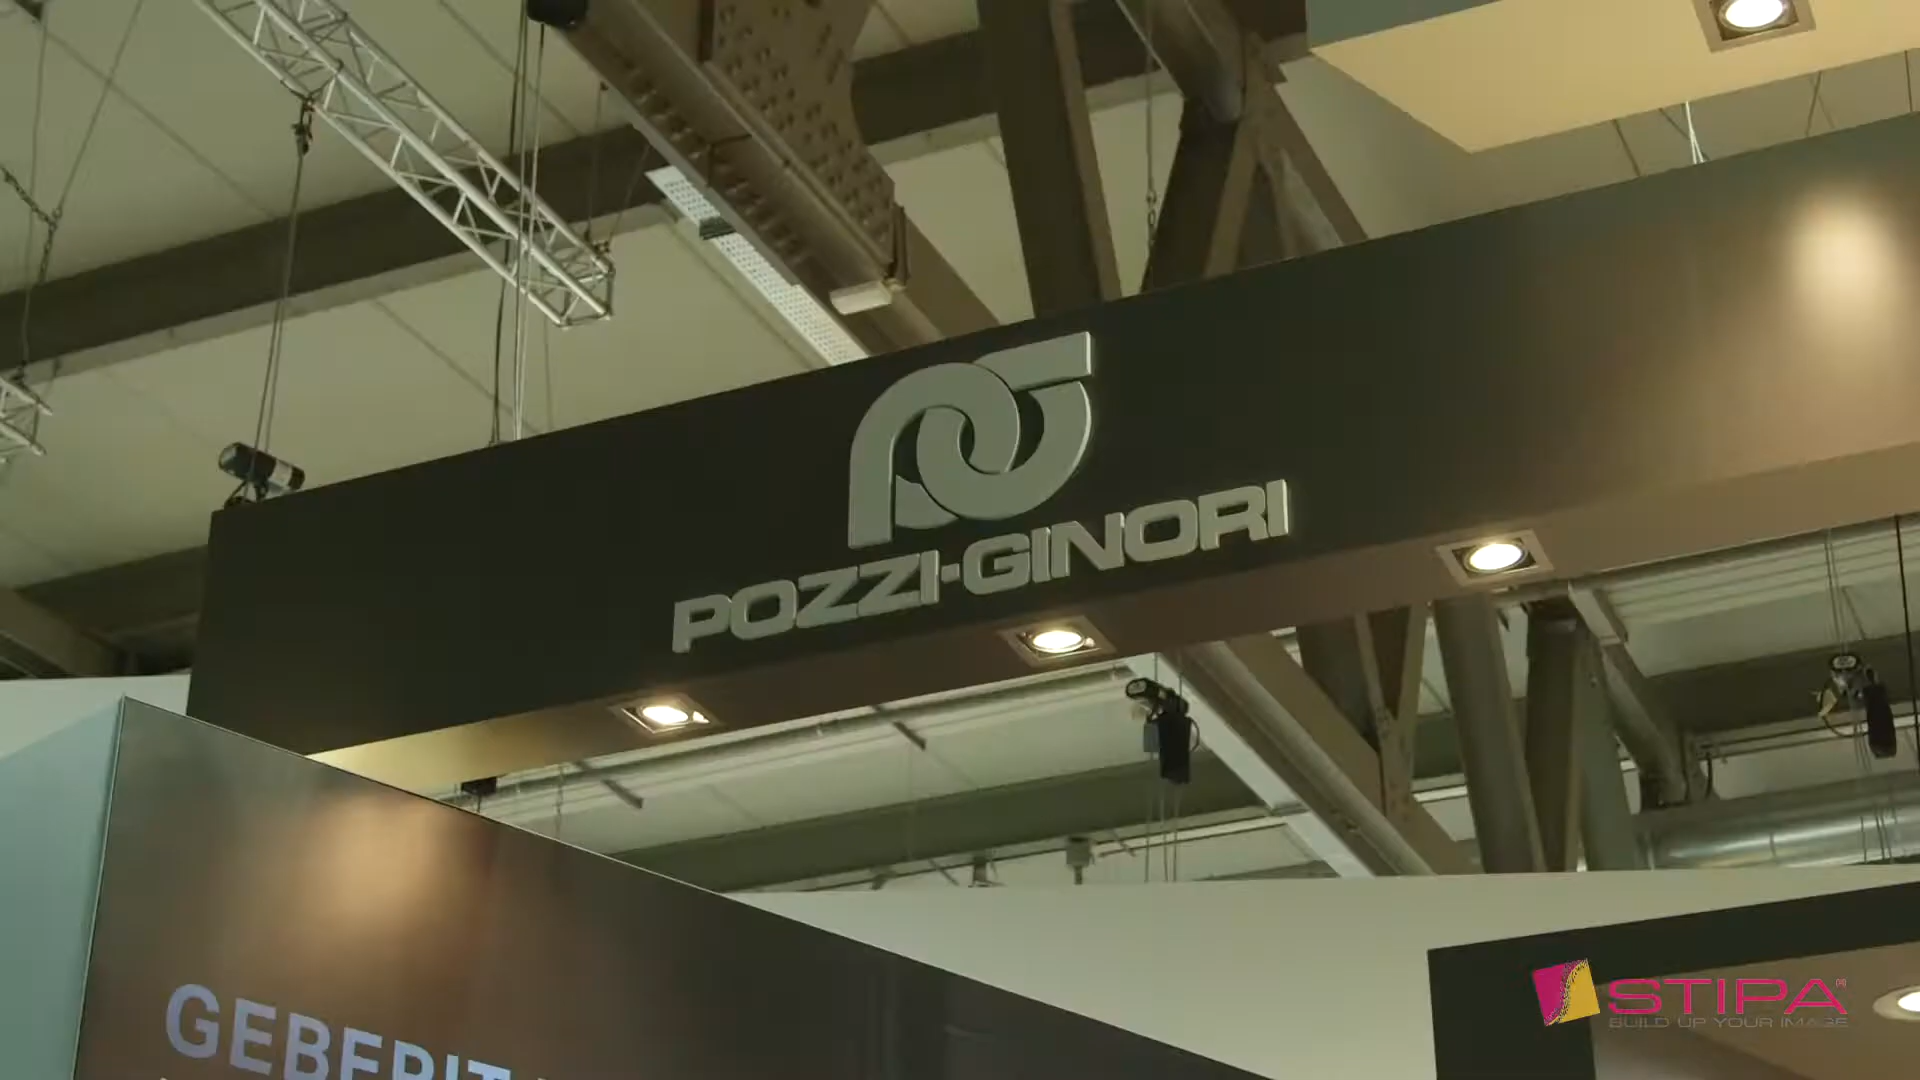 POZZI-GINORI
GEBERIT
STIPA
BUILD UP YOUR IMAGE